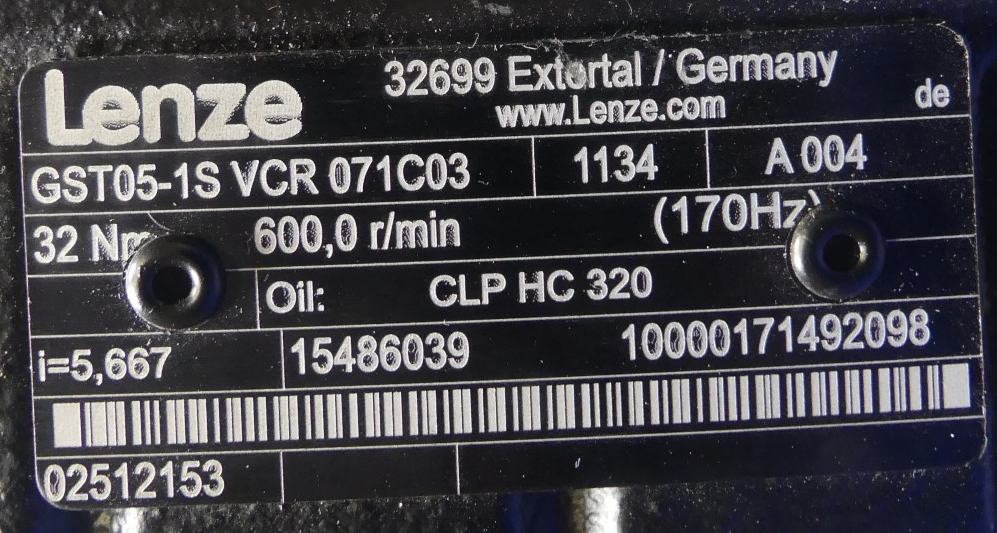 Lenze
32699 Extertal / Germany
www.Lenze.com
de
GST05-1S VCR 071C03 1134 A 004
32 Nm 600,0 r/min (170Hz)
Oil: CLP HC 320
i=5,667 15486039 10000171492098
02512153